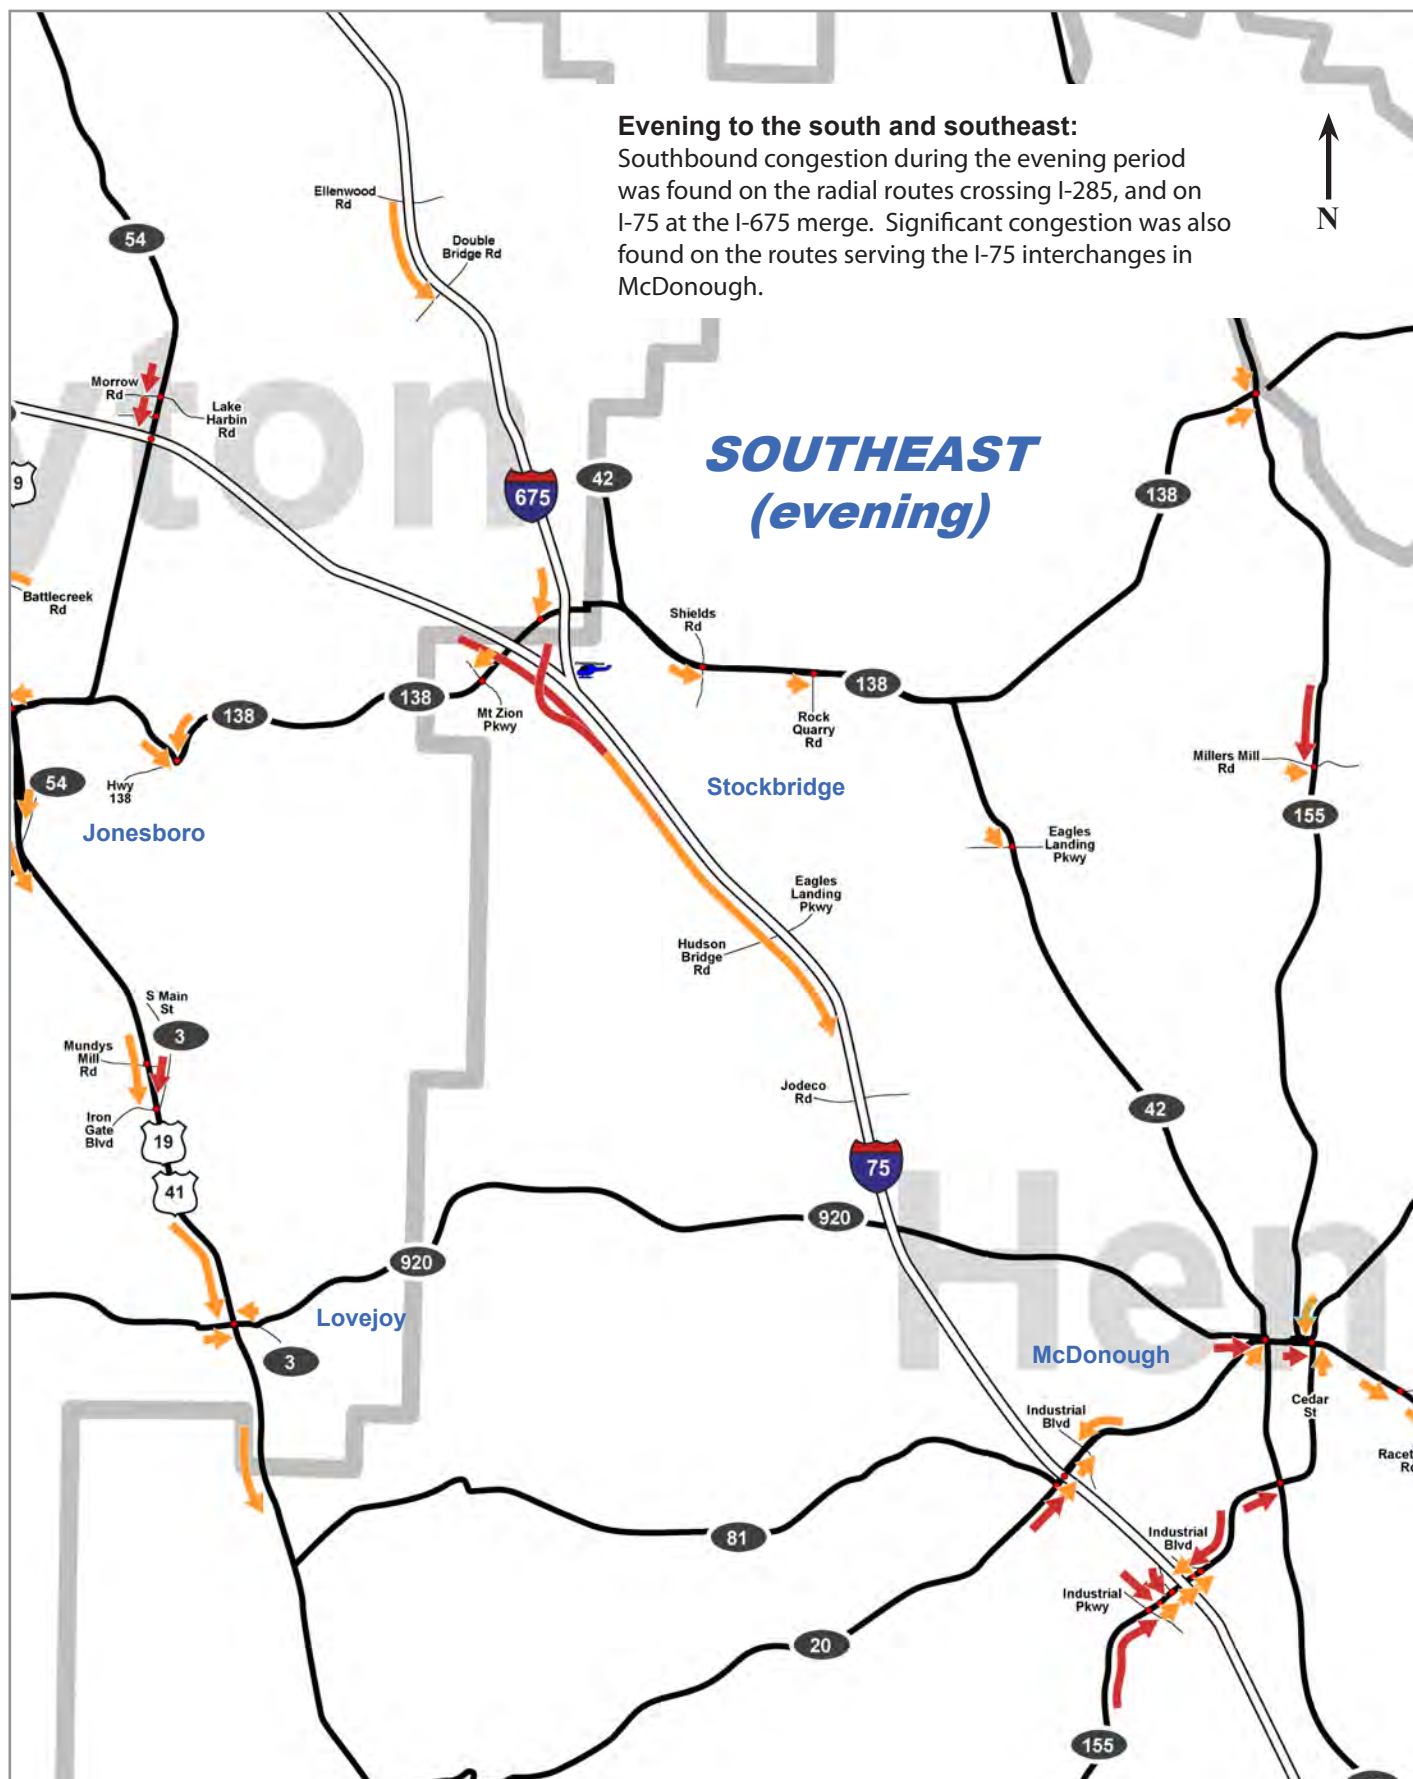 Evening to the south and southeast:
Southbound congestion during the evening period
was found on the radial routes crossing I-285, and on
I-75 at the I-675 merge.  Significant congestion was also
found on the routes serving the I-75 interchanges in
McDonough.
N
Ellenwood
Rd
Double
Bridge Rd
54
Morrow
Rd
Lake
Harbin
Rd
yton
9
SOUTHEAST
(evening)
675
42
138
Battlecreek
Rd
Shields
Rd
138
138
138
Mt Zion
Pkwy
Rock
Quarry
Rd
Hwy
138
54
Jonesboro
Stockbridge
Millers Mill
Rd
155
Eagles
Landing
Pkwy
Eagles
Landing
Pkwy
Hudson
Bridge
Rd
S Main
St
3
Mundys
Mill
Rd
Iron
Gate
Blvd
19
41
Jodeco
Rd
42
75
Hen
920
920
Lovejoy
3
McDonough
Cedar
St
Industrial
Blvd
Racet
Rd
81
Industrial
Blvd
Industrial
Pkwy
20
155